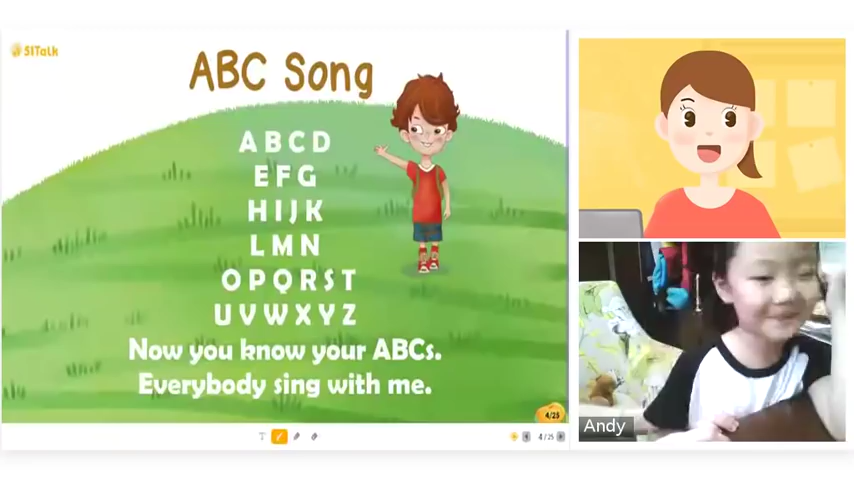 51Talk
ABC Song
A B C D
E F G
H I J K
L M N
O P Q R S T
U V W X Y Z
Now you know your ABCs.
Everybody sing with me.
4/25
T
4 / 25
Andy